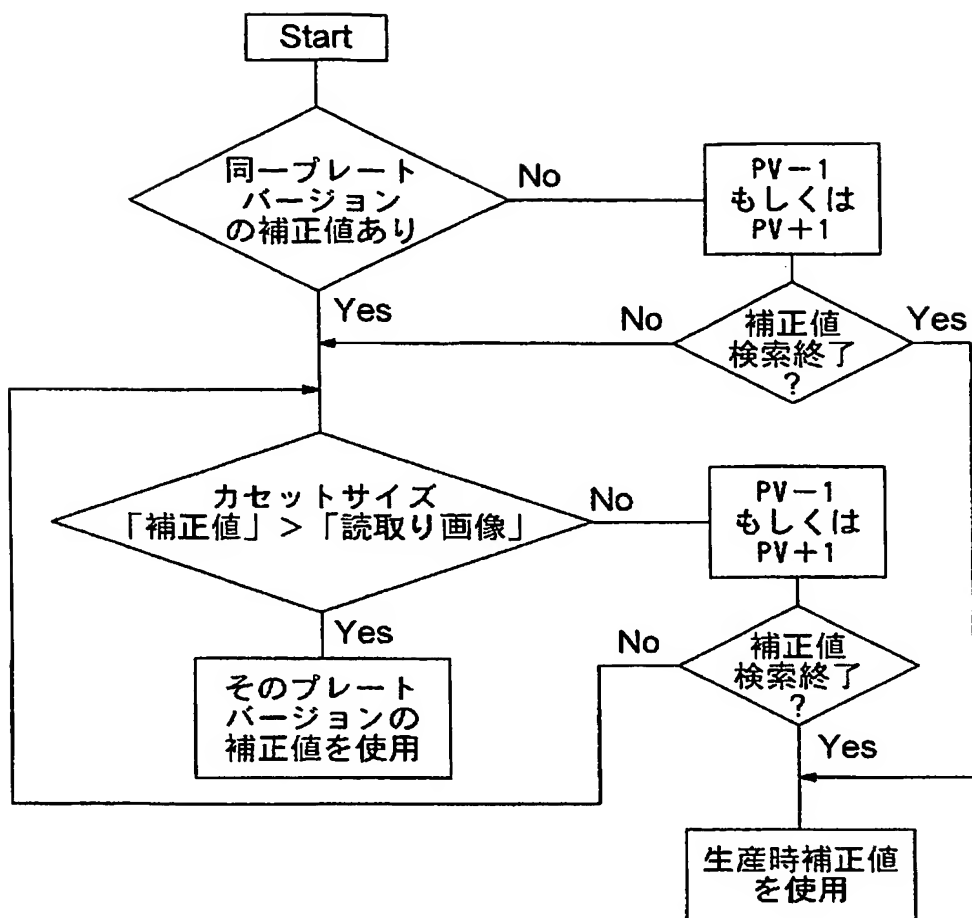 Start
同一プレート
バージョン
の補正値あり
No
PV－1
もしくは
PV＋1
Yes
No
補正値
検索終了
?
Yes
カセットサイズ
「補正値」＞「読取り画像」
No
PV－1
もしくは
PV＋1
Yes
No
補正値
検索終了
?
そのプレート
バージョンの
補正値を使用
Yes
生産時補正値
を使用